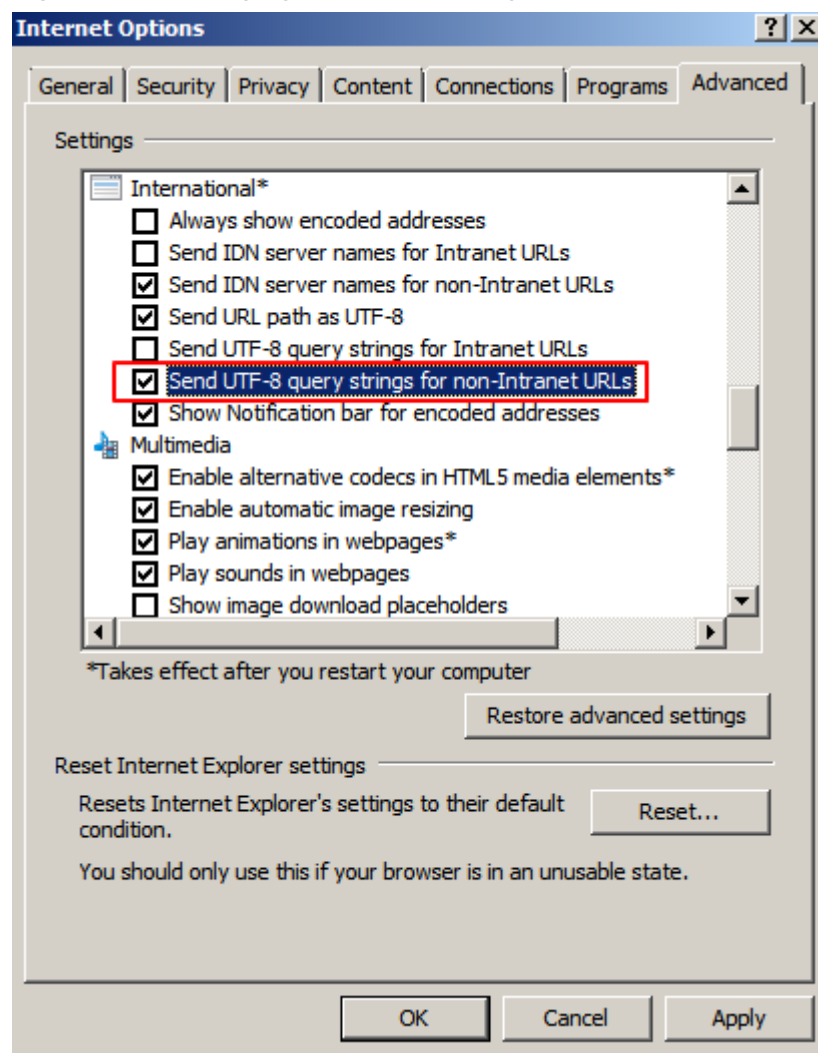 Internet Options
General Security Privacy Content Connections Programs Advanced
Settings
International*
Always show encoded addresses
Send IDN server names for Intranet URLs
Send IDN server names for non-Intranet URLs
Send URL path as UTF-8
Send UTF-8 query strings for Intranet URLs
Send UTF-8 query strings for non-Intranet URLs
Show Notification bar for encoded addresses
Multimedia
Enable alternative codecs in HTML5 media elements*
Enable automatic image resizing
Play animations in webpages*
Play sounds in webpages
Show image download placeholders
*Takes effect after you restart your computer
Restore advanced settings
Reset Internet Explorer settings
Resets Internet Explorer's settings to their default
condition.
Reset...
You should only use this if your browser is in an unusable state.
OK Cancel Apply